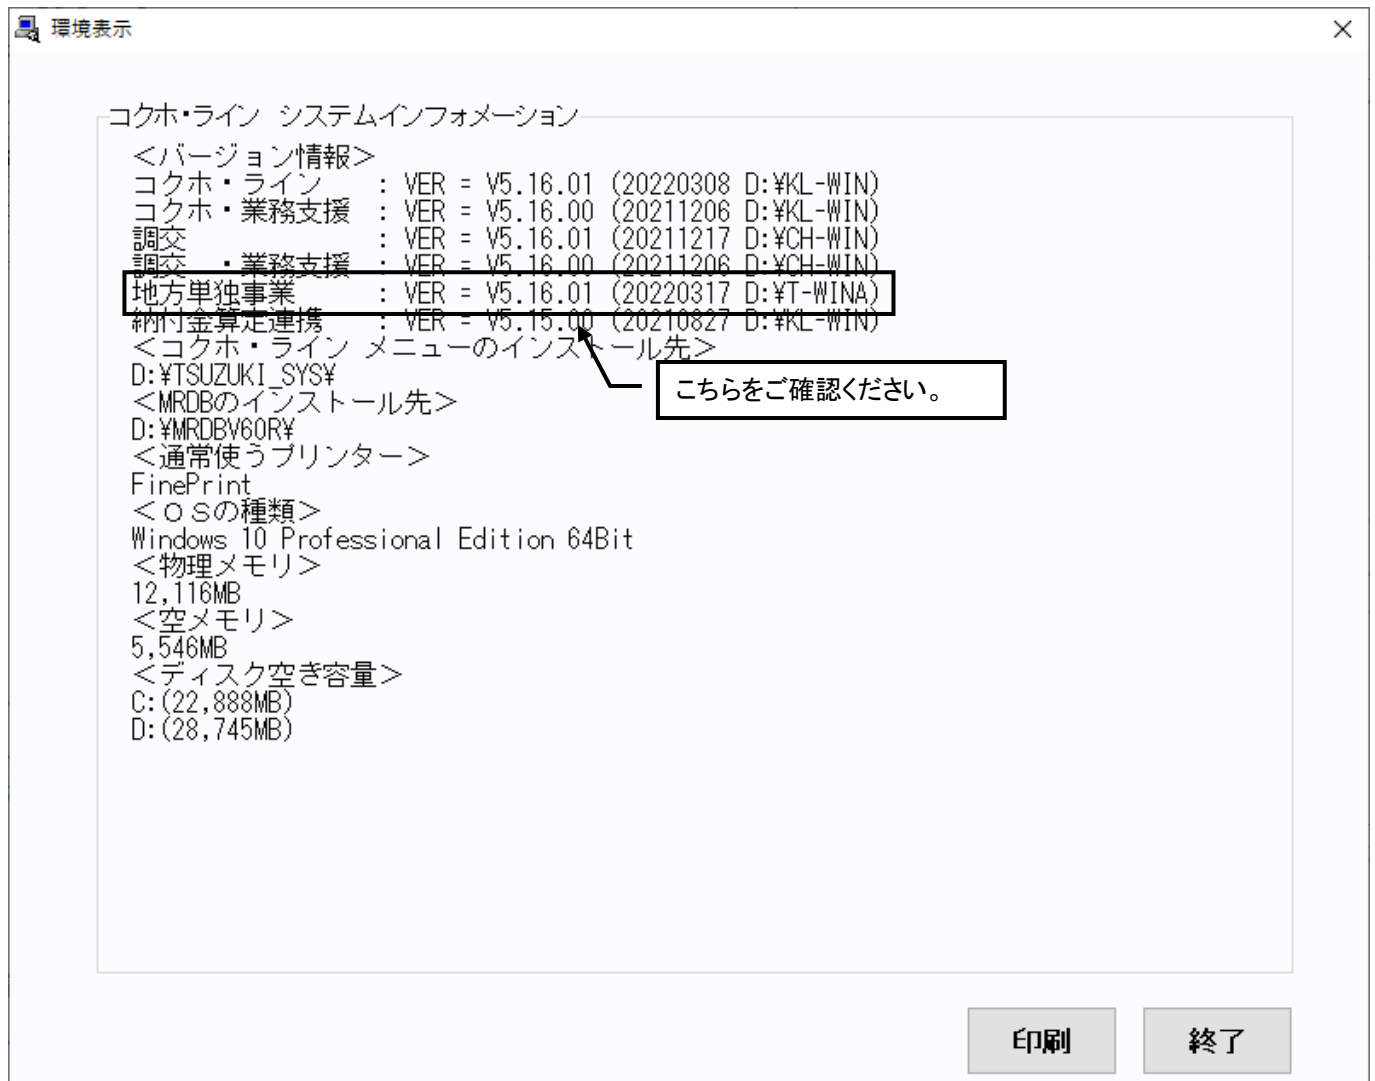 環境表示
コクホ・ライン システムインフォメーション
＜バージョン情報＞
コクホ・ライン : VER = V5.16.01 (20220308 D:¥KL-WIN)
コクホ・業務支援 : VER = V5.16.00 (20211206 D:¥KL-WIN)
調交 : VER = V5.16.01 (20211217 D:¥CH-WIN)
調交 ・業務支援 : VER = V5.16.00 (20211206 D:¥CH-WIN)
地方単独事業 : VER = V5.16.01 (20220317 D:¥T-WINA)
納付金算定連携 : VER = V5.15.00 (20210827 D:¥KL-WIN)
＜コクホ・ライン メニューのインストール先＞
D:¥TSUZUKI_SYS¥
こちらをご確認ください。
＜MRDBのインストール先＞
D:¥MRDBV60R¥
＜通常使うプリンター＞
FinePrint
＜ＯＳの種類＞
Windows 10 Professional Edition 64Bit
＜物理メモリ＞
12,116MB
＜空メモリ＞
5,546MB
＜ディスク空き容量＞
C:(22,888MB)
D:(28,745MB)
印刷 終了